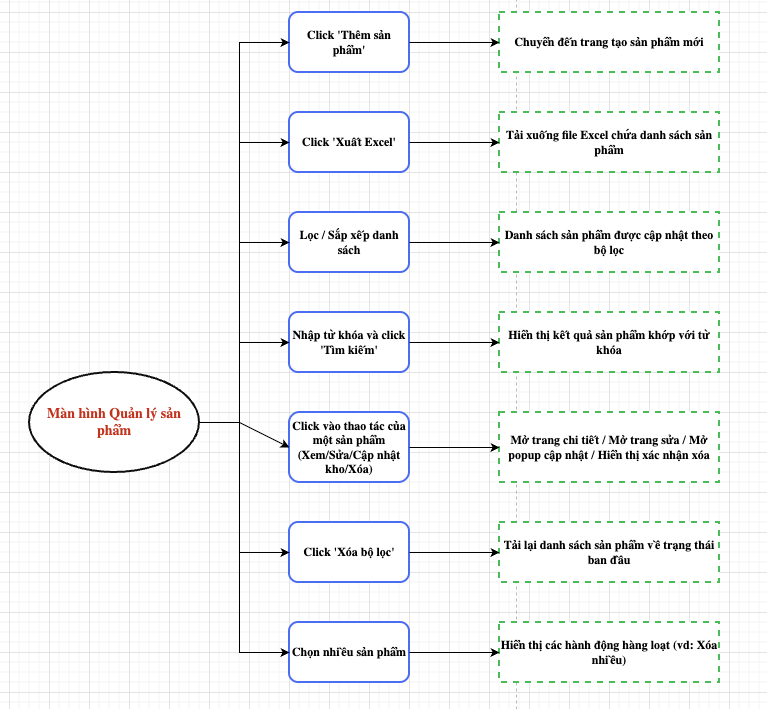 Click 'Thêm sản
phẩm'
Chuyển đến trang tạo sản phẩm mới
Click 'Xuất Excel'
Tải xuống file Excel chứa danh sách sản
phẩm
Lọc / Sắp xếp danh
sách
Danh sách sản phẩm được cập nhật theo
bộ lọc
Nhập từ khóa và click
'Tìm kiếm'
Hiển thị kết quả sản phẩm khớp với từ
khóa
Màn hình Quản lý sản
phẩm
Click vào thao tác của
một sản phẩm
(Xem/Sửa/Cập nhật
kho/Xóa)
Mở trang chi tiết / Mở trang sửa / Mở
popup cập nhật / Hiển thị xác nhận xóa
Click 'Xóa bộ lọc'
Tải lại danh sách sản phẩm về trạng thái
ban đầu
Chọn nhiều sản phẩm
Hiển thị các hành động hàng loạt (vd: Xóa
nhiều)